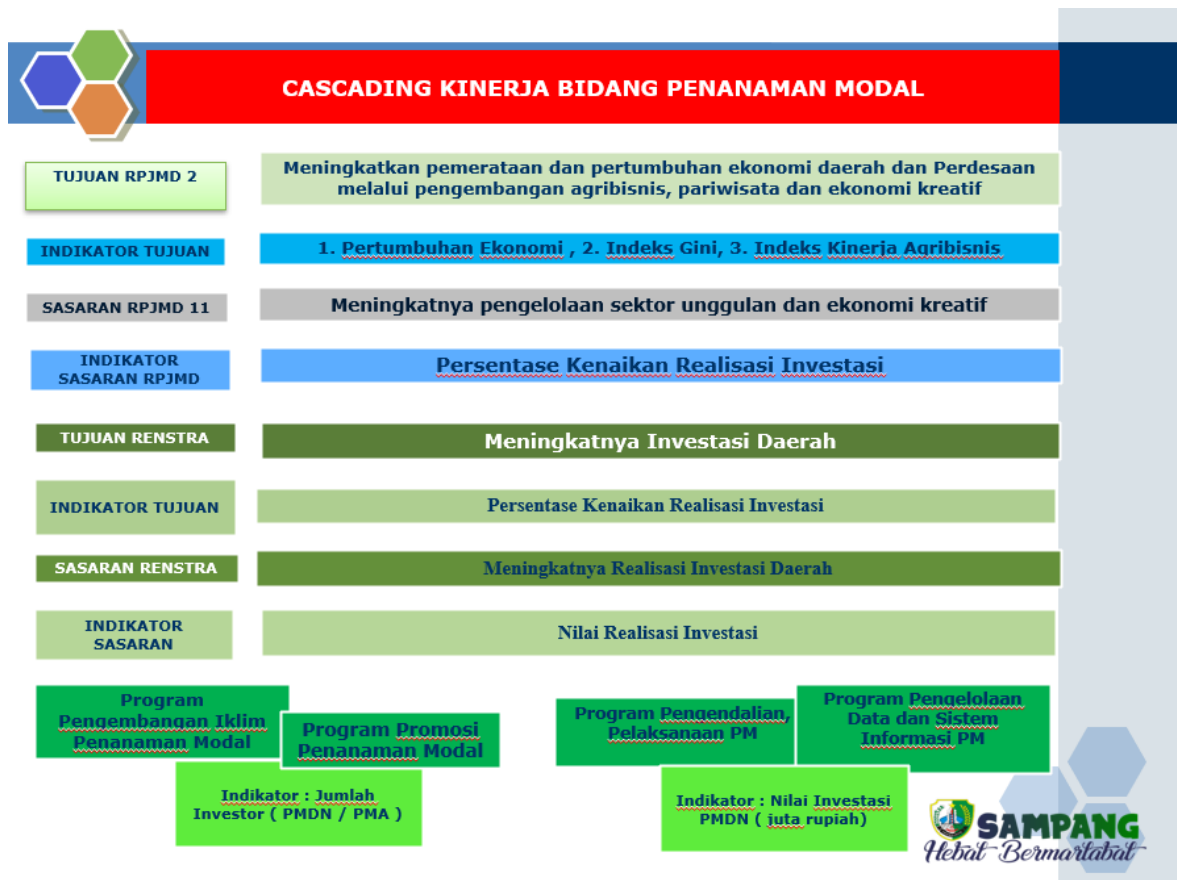 CASCADING KINERJA BIDANG PENANAMAN MODAL
TUJUAN RPJMD 2
Meningkatkan pemerataan dan pertumbuhan ekonomi daerah dan Perdesaan
melalui pengembangan agribisnis, pariwisata dan ekonomi kreatif
INDIKATOR TUJUAN
1. Pertumbuhan Ekonomi , 2. Indeks Gini, 3. Indeks Kinerja Agribisnis
SASARAN RPJMD 11
Meningkatnya pengelolaan sektor unggulan dan ekonomi kreatif
INDIKATOR
SASARAN RPJMD
Persentase Kenaikan Realisasi Investasi
TUJUAN RENSTRA
Meningkatnya Investasi Daerah
INDIKATOR TUJUAN
Persentase Kenaikan Realisasi Investasi
SASARAN RENSTRA
Meningkatnya Realisasi Investasi Daerah
INDIKATOR
SASARAN
Nilai Realisasi Investasi
Program
Pengembangan Iklim
Penanaman Modal
Program Promosi
Penanaman Modal
Indikator : Jumlah
Investor ( PMDN / PMA )
Program Pengendalian,
Pelaksanaan PM
Program Pengelolaan
Data dan Sistem
Informasi PM
Indikator : Nilai Investasi
PMDN ( juta rupiah)
SAMPANG
Hebat Bermartabat